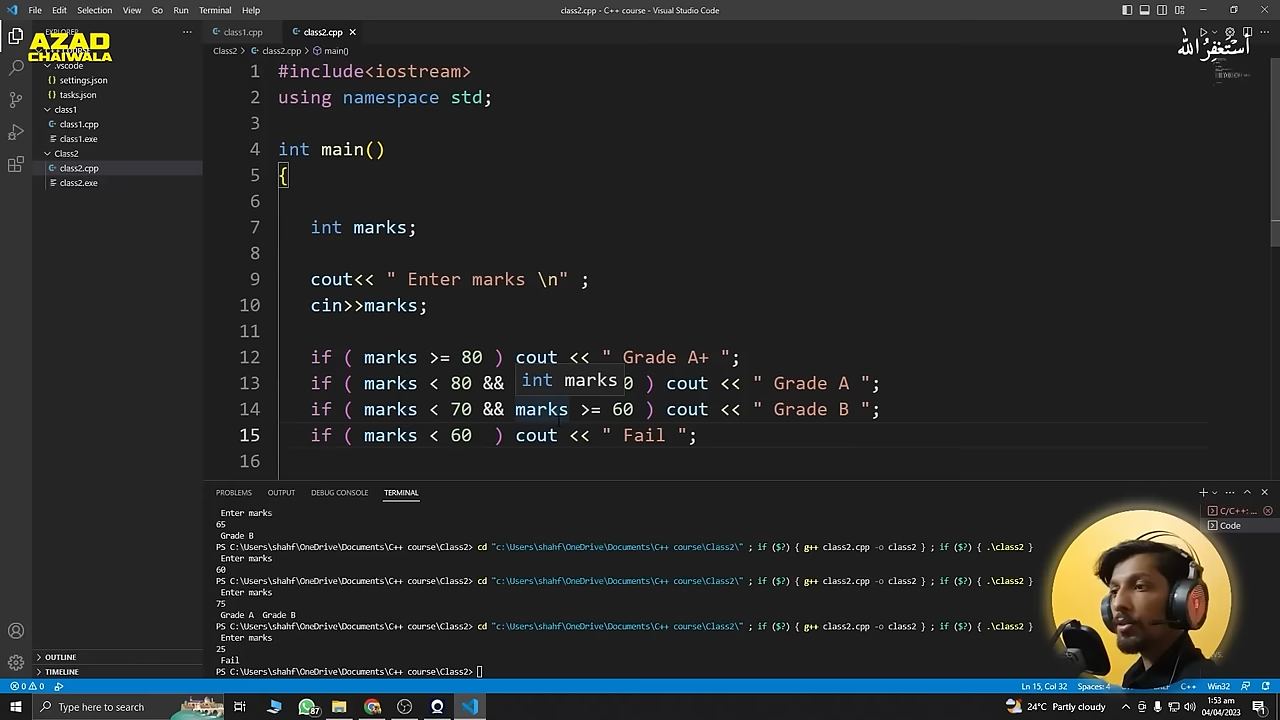 File Edit Selection View Go Run Terminal Help
class2.cpp - C++ course - Visual Studio Code
EXPLORER
AZAD
CHAIWALA
class1.cpp
class2.cpp
أستغفر الله
Class2 > class2.cpp > main()
.vscode
settings.json
tasks.json
class1
class1.cpp
class1.exe
Class2
class2.cpp
class2.exe
1 #include<iostream>
2 using namespace std;
3
4 int main()
5 {
6
7 int marks;
8
9 cout<< " Enter marks \n" ;
10 cin>>marks;
11
12 if ( marks >= 80 ) cout << " Grade A+ ";
int marks
13 if ( marks < 80 && 0 ) cout << " Grade A ";
14 if ( marks < 70 && marks >= 60 ) cout << " Grade B ";
15 if ( marks < 60 ) cout << " Fail ";
16
PROBLEMS OUTPUT DEBUG CONSOLE TERMINAL
C/C++: ...
Code
Enter marks
65
Grade B
PS C:\Users\shahf\OneDrive\Documents\C++ course\Class2> cd "c:\Users\shahf\OneDrive\Documents\C++ course\Class2\" ; if ($?) { g++ class2.cpp -o class2 } ; if ($?) { .\class2 }
Enter marks
60
PS C:\Users\shahf\OneDrive\Documents\C++ course\Class2> cd "c:\Users\shahf\OneDrive\Documents\C++ course\Class2\" ; if ($?) { g++ class2.cpp -o class2 } ; if ($?) { .\class2 }
Enter marks
75
Grade A Grade B
PS C:\Users\shahf\OneDrive\Documents\C++ course\Class2> cd "c:\Users\shahf\OneDrive\Documents\C++ course\Class2\" ; if ($?) { g++ class2.cpp -o class2 } ; if ($?) { .\class2 }
Enter marks
25
Fail
PS C:\Users\shahf\OneDrive\Documents\C++ course\Class2>
OUTLINE
TIMELINE
0 0
Ln 15, Col 32 Spaces: 4 C++ Win32
Type here to search
87
24°C Partly cloudy
1:53 am
04/04/2023